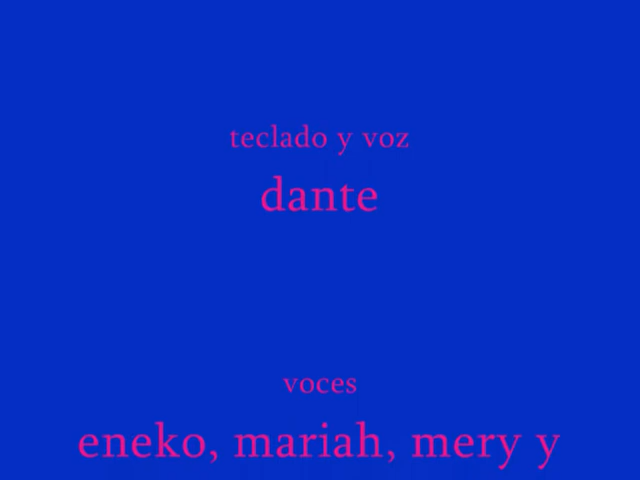 teclado y voz
dante
voces
eneko, mariah, mery y